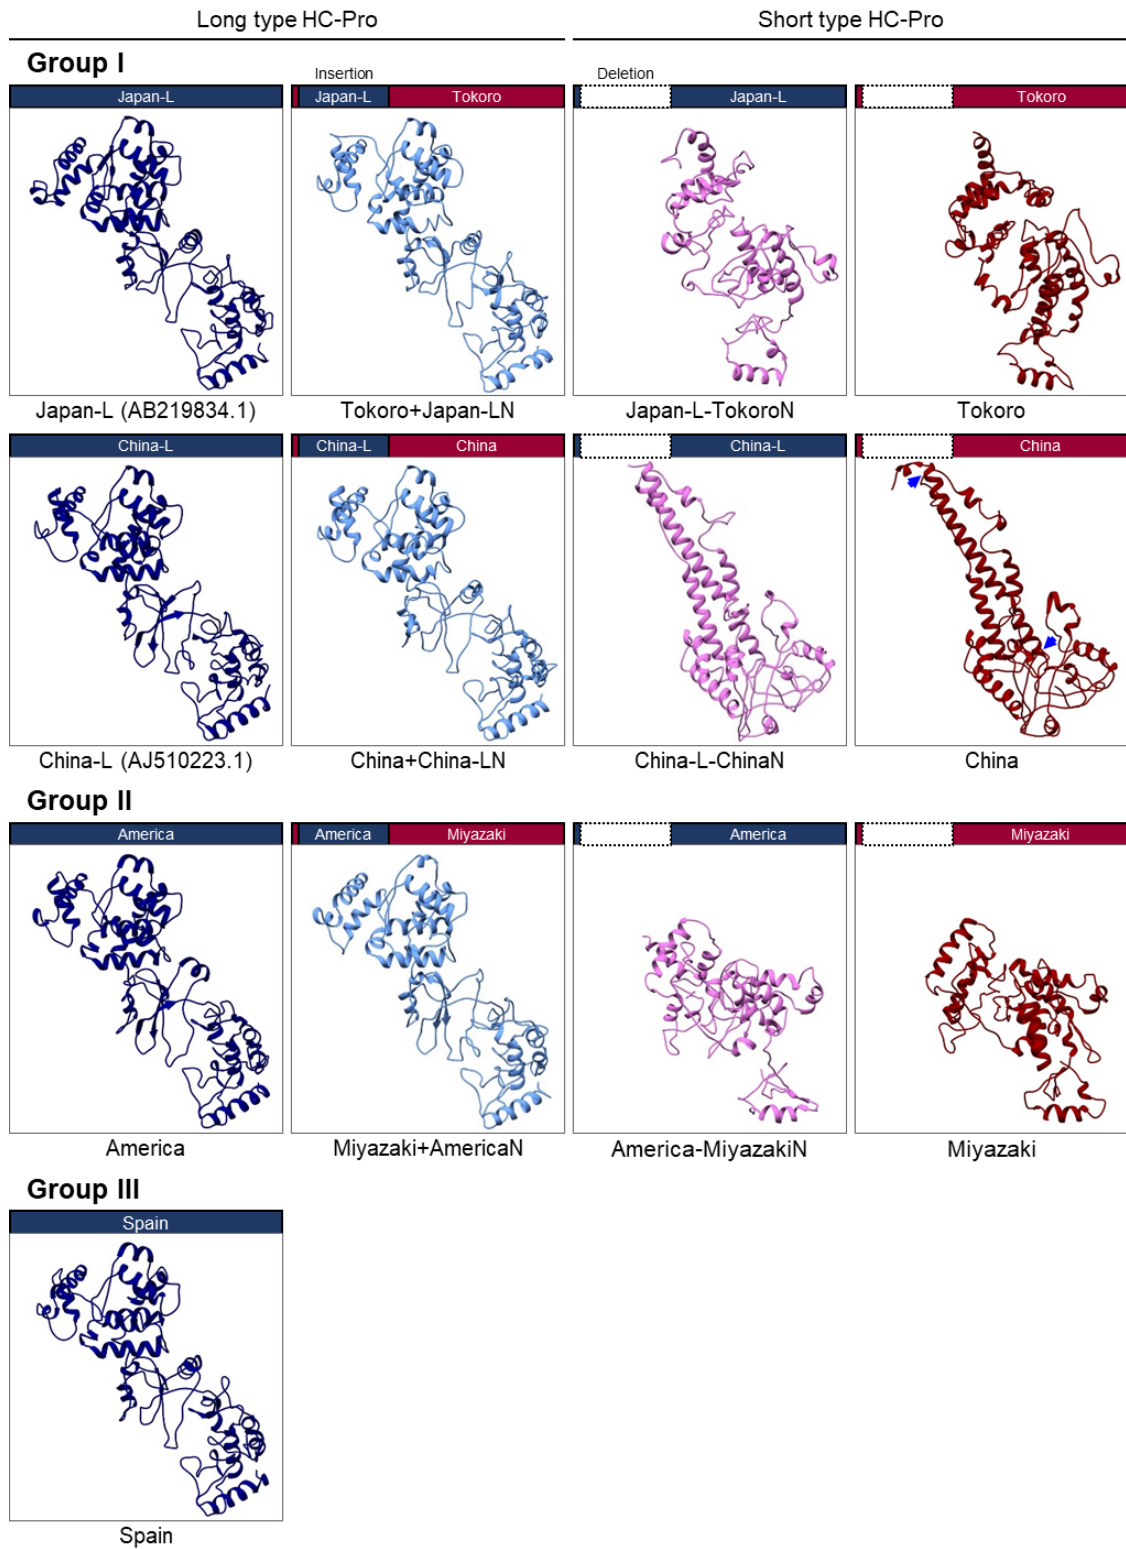 Long type HC-Pro Short type HC-Pro
Group I
Insertion Deletion
Japan-L Japan-L Tokoro Japan-L Tokoro
Japan-L (AB219834.1) Tokoro+Japan-LN Japan-L-TokoroN Tokoro
China-L China-L China China-L China
China-L (AJ510223.1) China+China-LN China-L-ChinaN China
Group II
America America Miyazaki America Miyazaki
America Miyazaki+AmericaN America-MiyazakiN Miyazaki
Group III
Spain
Spain